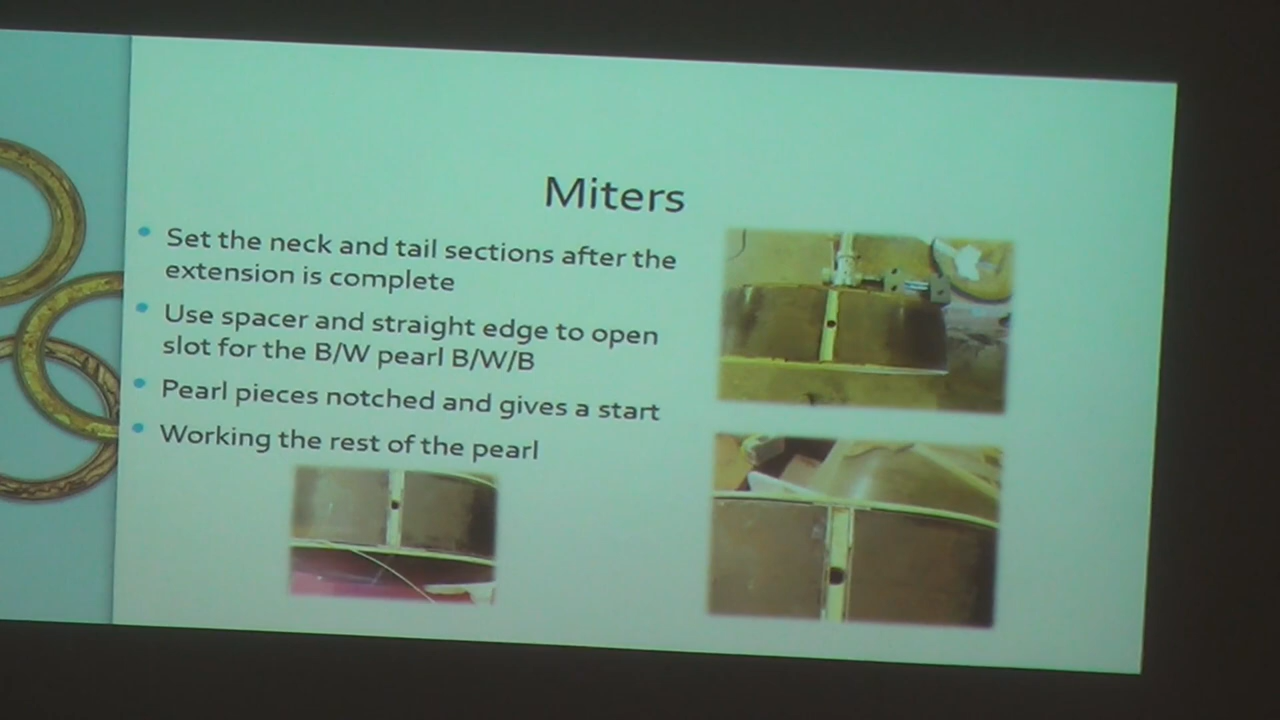 Miters
Set the neck and tail sections after the
extension is complete
Use spacer and straight edge to open
slot for the B/W pearl B/W/B
Pearl pieces notched and gives a start
Working the rest of the pearl